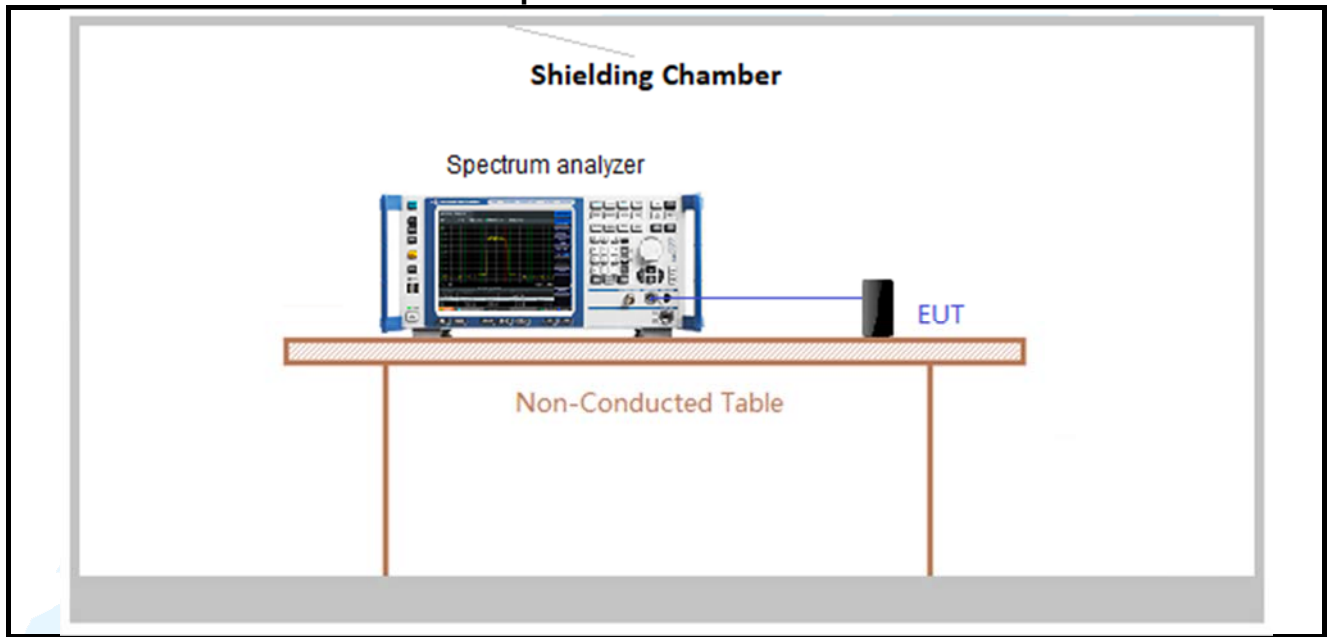 Shielding Chamber
Spectrum analyzer
EUT
Non-Conducted Table